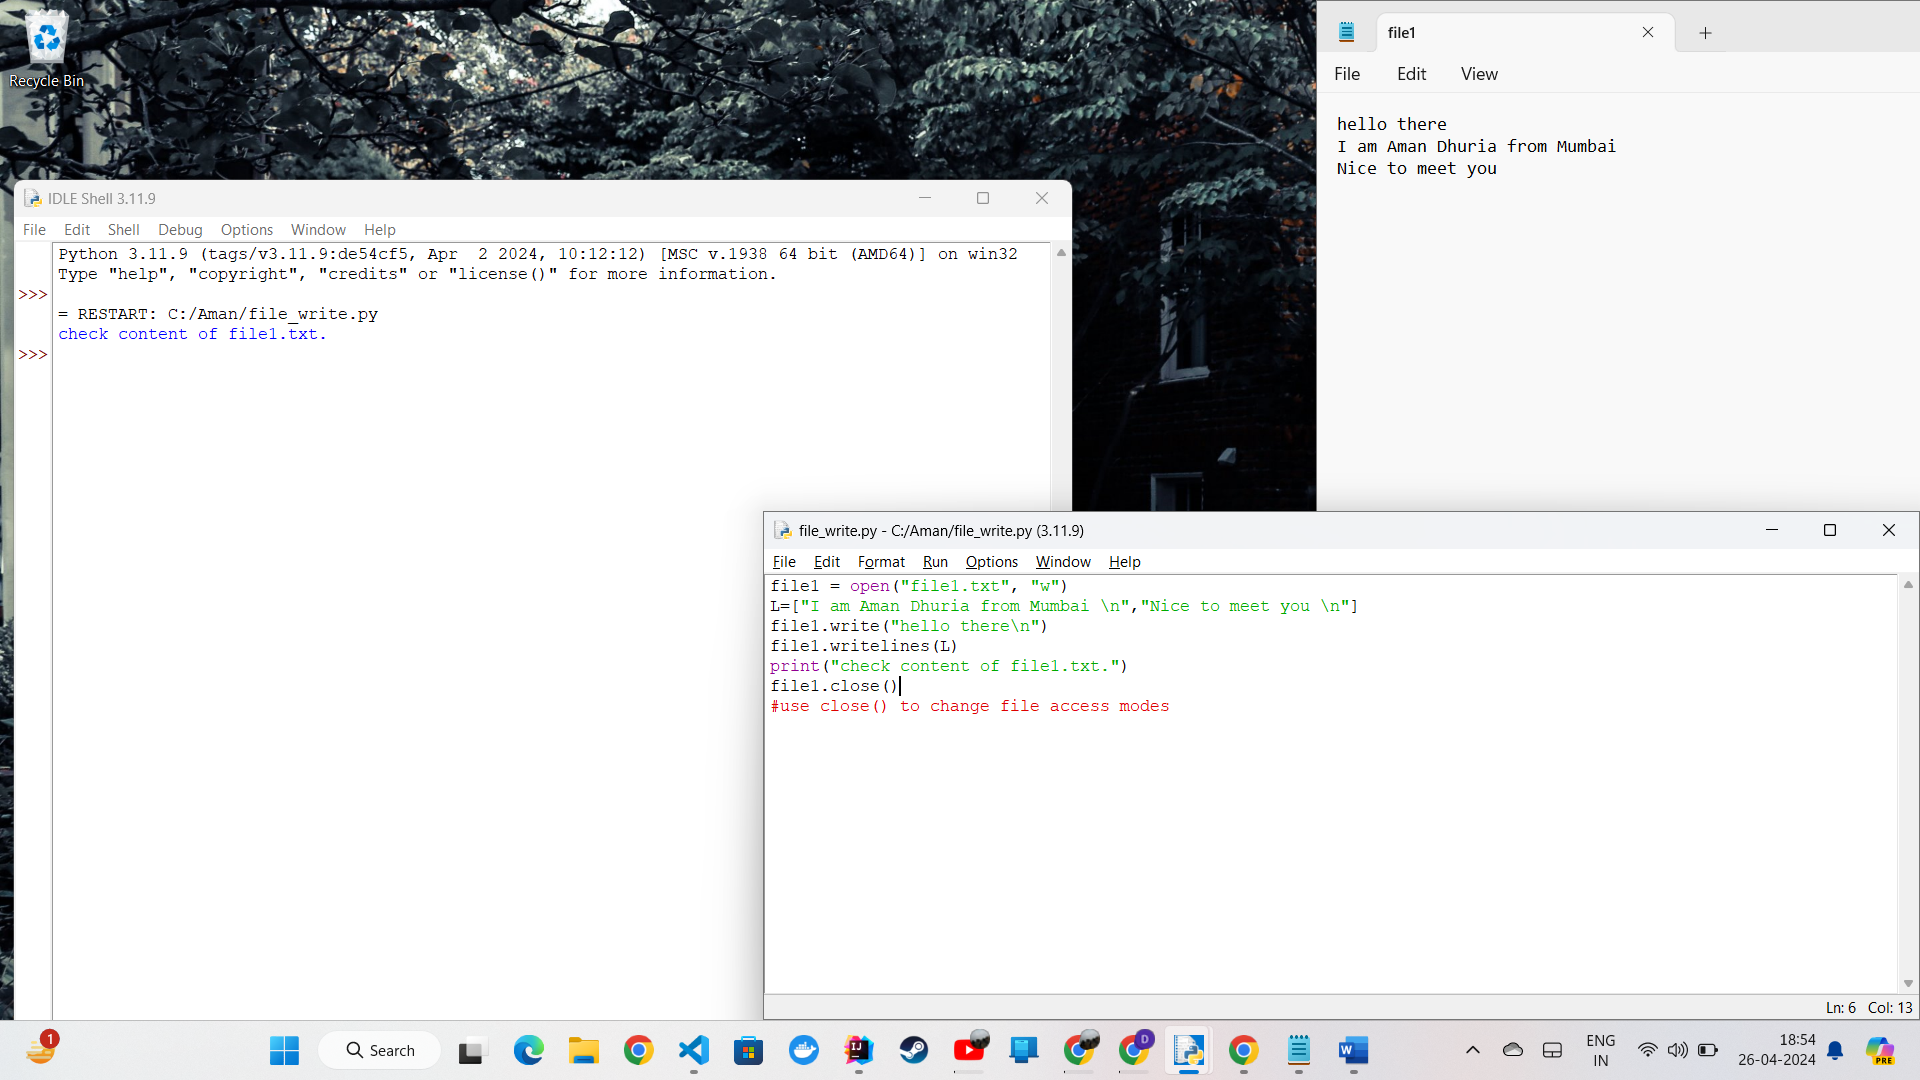 Recycle Bin
IDLE Shell 3.11.9
File Edit Shell Debug Options Window Help
Python 3.11.9 (tags/v3.11.9:de54cf5, Apr  2 2024, 10:12:12) [MSC v.1938 64 bit (AMD64)] on win32
Type "help", "copyright", "credits" or "license()" for more information.
>>>
= RESTART: C:/Aman/file_write.py
check content of file1.txt.
>>>
file1
File Edit View
hello there
I am Aman Dhuria from Mumbai
Nice to meet you
file_write.py - C:/Aman/file_write.py (3.11.9)
File Edit Format Run Options Window Help
file1 = open("file1.txt", "w")
L=["I am Aman Dhuria from Mumbai \n","Nice to meet you \n"]
file1.write("hello there\n")
file1.writelines(L)
print("check content of file1.txt.")
file1.close()
#use close() to change file access modes
Ln: 6 Col: 13
1
Search
IJ
D
W
ENG
IN
18:54
26-04-2024
PRE